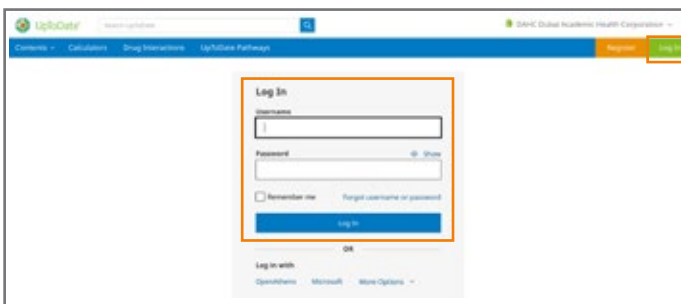 UpToDate
Search UpToDate
DAHC Dubai Academic Health Corporation
Contents Calculators Drug Interactions UpToDate Pathways Register Log In
Log In
Username
Password Show
Remember me Forgot username or password
Log In
OR
Log in with
OpenAthens Microsoft More Options